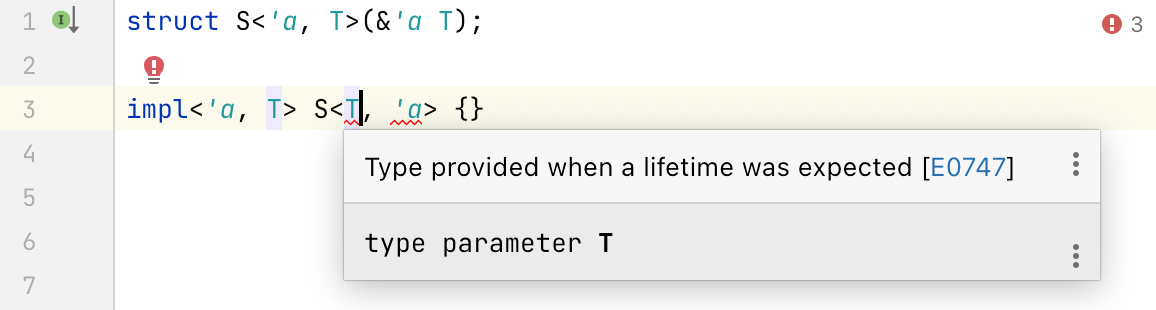 1 I struct S<'a, T>(&'a T); 3
2
3 impl<'a, T> S<T, 'a> {}
4 Type provided when a lifetime was expected [E0747]
5
6 type parameter T
7